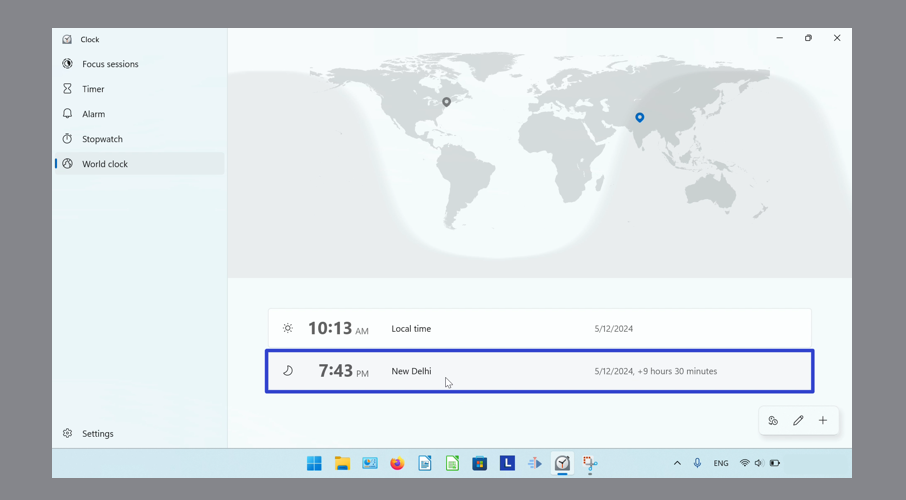 Clock
Focus sessions
Timer
Alarm
Stopwatch
World clock
10:13 AM Local time 5/12/2024
7:43 PM New Delhi 5/12/2024, +9 hours 30 minutes
Settings
L
ENG